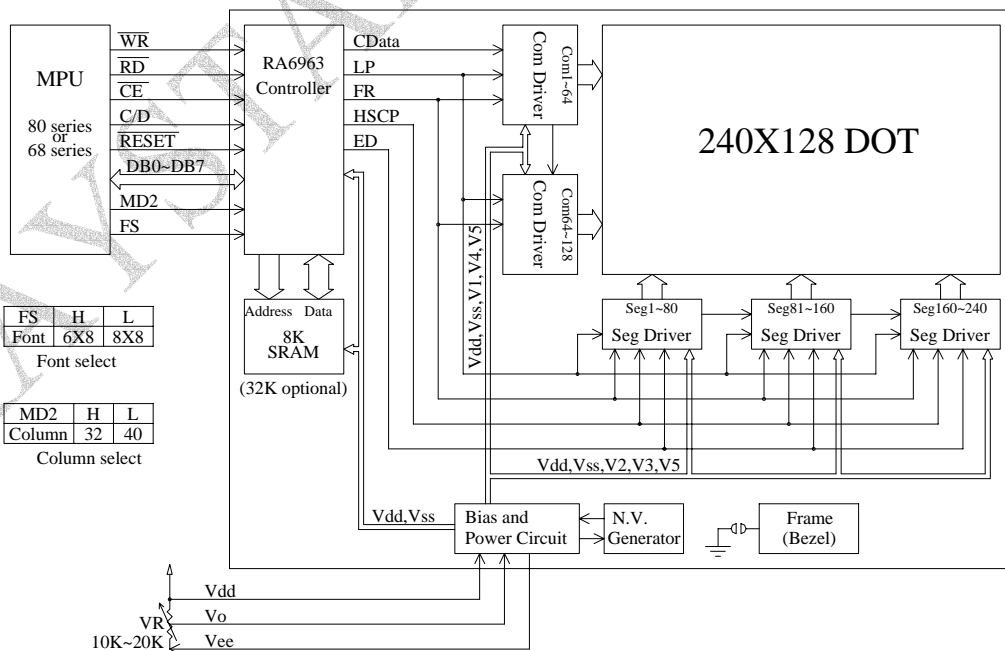 MPU
80 series
or
68 series
WR
RD
CE
C/D
RESET
DB0~DB7
MD2
FS
RA6963
Controller
CData
LP
FR
HSCP
ED
Com Driver
Com1~64
Com Driver
Com64~128
240X128 DOT
Vdd,Vss,V1,V4,V5
Address Data
8K
SRAM
(32K optional)
Seg1~80
Seg Driver
Seg81~160
Seg Driver
Seg160~240
Seg Driver
FS H L
Font 6X8 8X8
Font select
MD2 H L
Column 32 40
Column select
Vdd,Vss,V2,V3,V5
Vdd,Vss
Bias and
Power Circuit
N.V.
Generator
Frame
(Bezel)
Vdd
VR
Vo
10K~20K
Vee